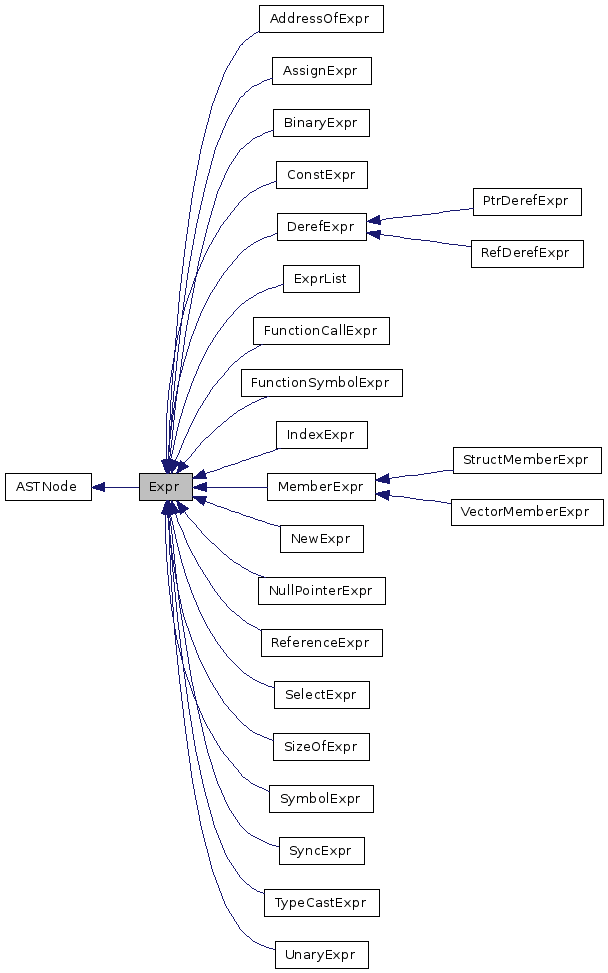 AddressOfExpr
AssignExpr
BinaryExpr
ConstExpr
PtrDerefExpr
DerefExpr
RefDerefExpr
ExprList
FunctionCallExpr
FunctionSymbolExpr
IndexExpr
StructMemberExpr
ASTNode Expr MemberExpr
VectorMemberExpr
NewExpr
NullPointerExpr
ReferenceExpr
SelectExpr
SizeOfExpr
SymbolExpr
SyncExpr
TypeCastExpr
UnaryExpr